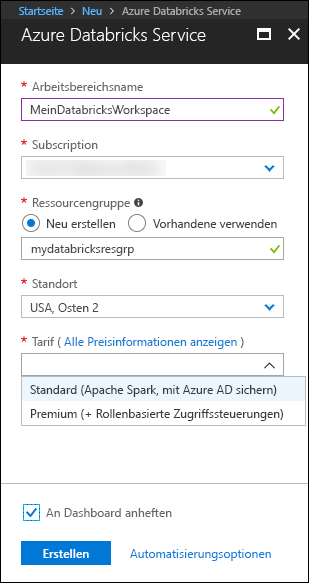 Startseite > Neu > Azure Databricks Service
Azure Databricks Service
* Arbeitsbereichsname
MeinDatabricksWorkspace
* Subscription
* Ressourcengruppe
Neu erstellen Vorhandene verwenden
mydatabricksresgrp
* Standort
USA, Osten 2
* Tarif ( Alle Preisinformationen anzeigen )
Standard (Apache Spark, mit Azure AD sichern)
Premium (+ Rollenbasierte Zugriffssteuerungen)
An Dashboard anheften
Erstellen Automatisierungsoptionen